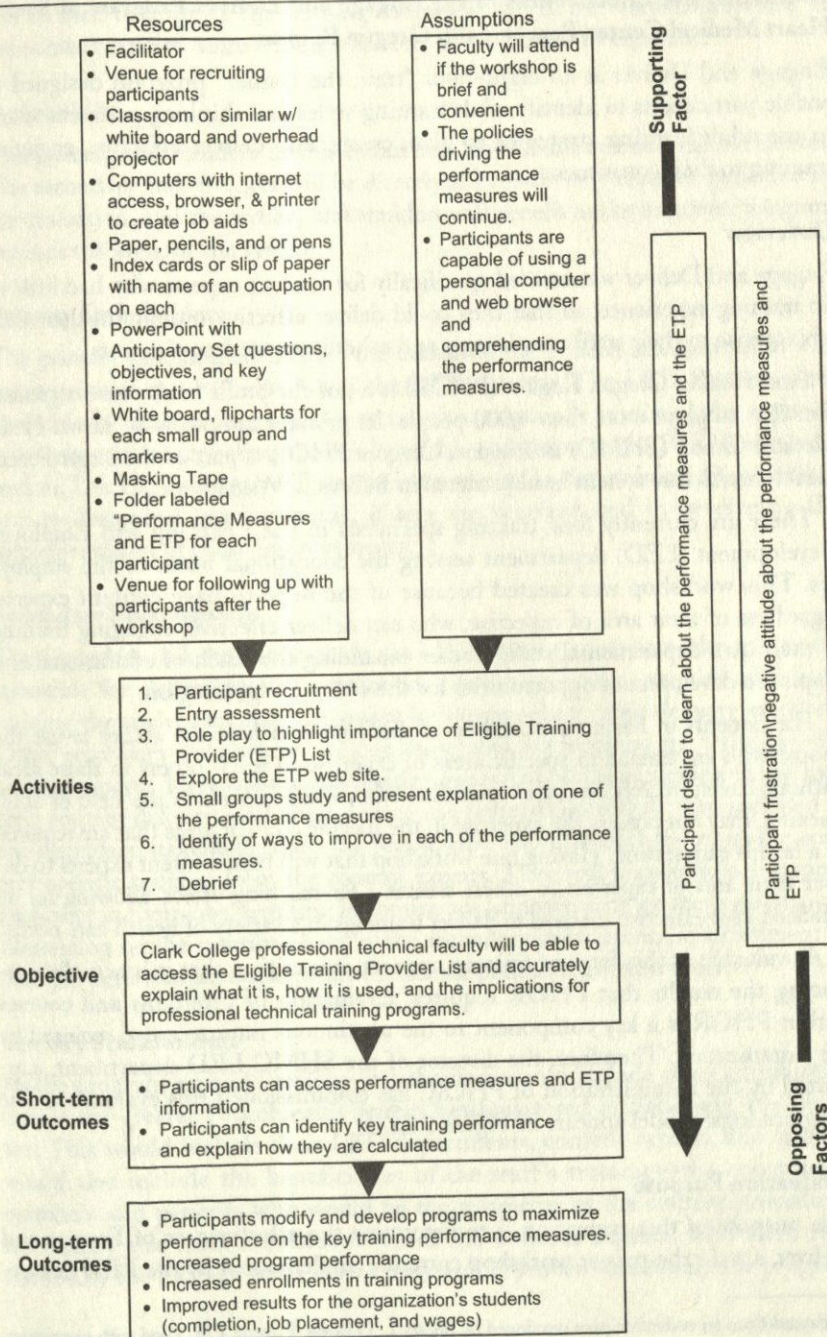 Resources
• Facilitator
• Venue for recruiting
participants
• Classroom or similar w/
white board and overhead
projector
• Computers with internet
access, browser, & printer
to create job aids
• Paper, pencils, and or pens
• Index cards or slip of paper
with name of an occupation
on each
• PowerPoint with
Anticipatory Set questions,
objectives, and key
information
• White board, flipcharts for
each small group and
markers
• Masking Tape
• Folder labeled
“Performance Measures
and ETP for each
participant
• Venue for following up with
participants after the
workshop
Assumptions
• Faculty will attend
if the workshop is
brief and
convenient
• The policies
driving the
performance
measures will
continue.
• Participants are
capable of using a
personal computer
and web browser
and
comprehending
the performance
measures.
Supporting
Factor
Participant desire to learn about the performance measures and the ETP
Participant frustration\negative attitude about the performance measures and
ETP
Opposing
Factors
Activities
1. Participant recruitment
2. Entry assessment
3. Role play to highlight importance of Eligible Training
Provider (ETP) List
4. Explore the ETP web site.
5. Small groups study and present explanation of one of
the performance measures
6. Identify of ways to improve in each of the performance
measures.
7. Debrief
Objective
Clark College professional technical faculty will be able to
access the Eligible Training Provider List and accurately
explain what it is, how it is used, and the implications for
professional technical training programs.
Short-term
Outcomes
• Participants can access performance measures and ETP
information
• Participants can identify key training performance
and explain how they are calculated
Long-term
Outcomes
• Participants modify and develop programs to maximize
performance of the key training performance measures.
• Increased program performance
• Increased enrollments in training programs
• Improved results for the organization's students
(completion, job placement, and wages)